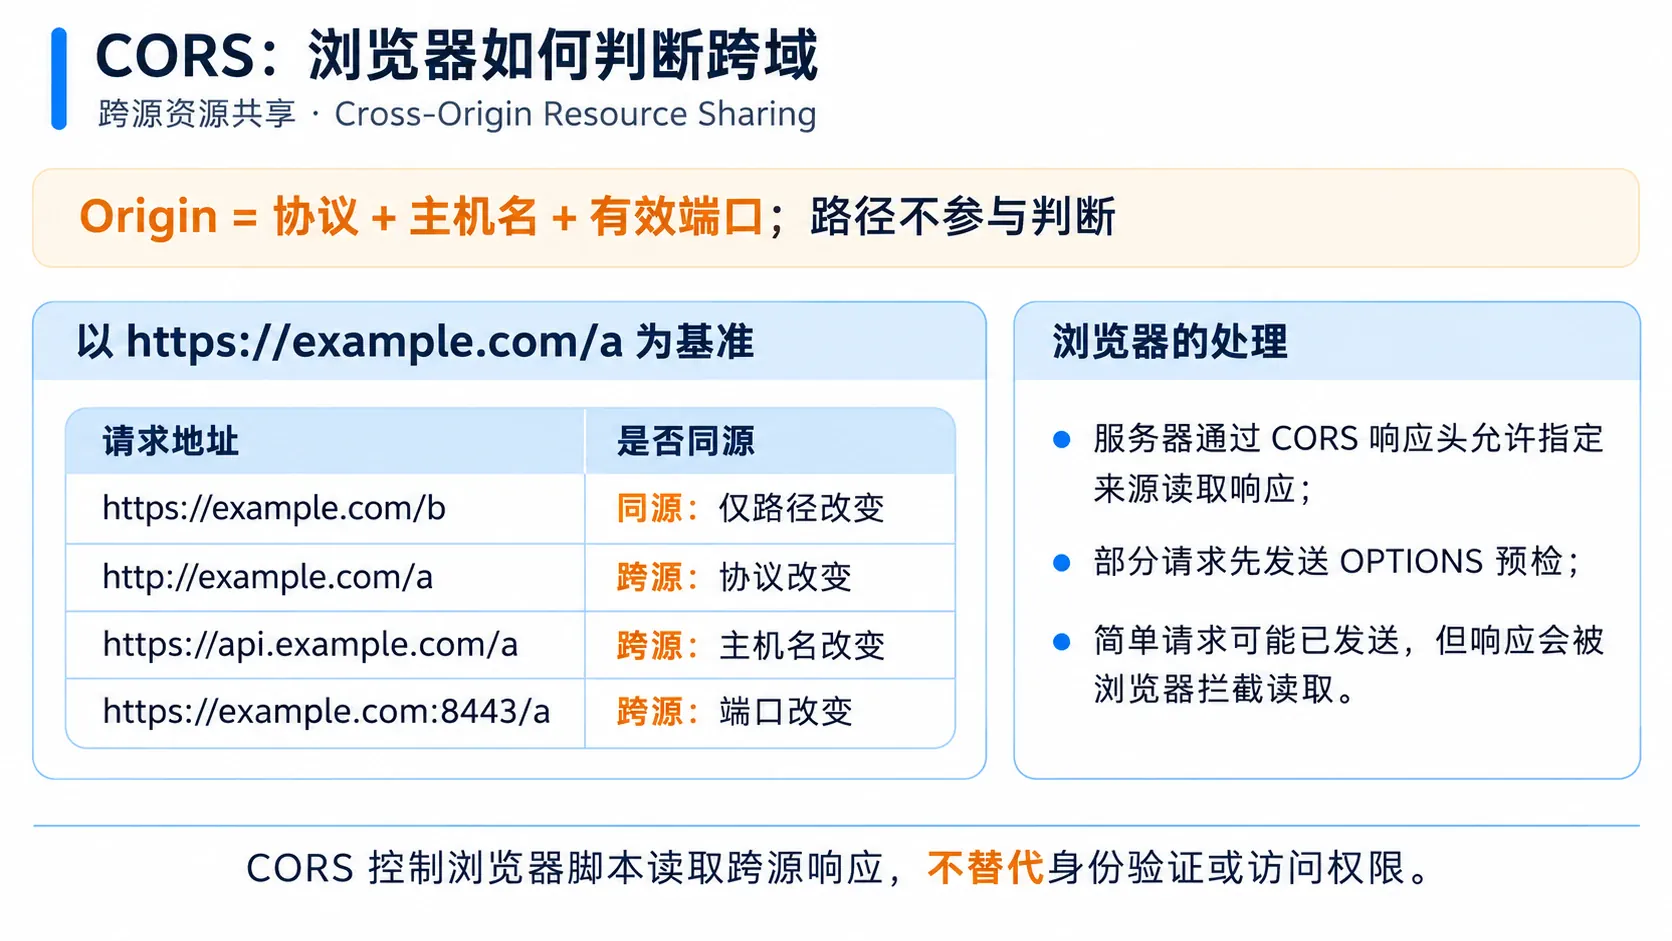 CORS：浏览器如何判断跨域
跨源资源共享 · Cross-Origin Resource Sharing
Origin = 协议 + 主机名 + 有效端口；路径不参与判断
以 https://example.com/a 为基准
请求地址 是否同源
https://example.com/b 同源：仅路径改变
http://example.com/a 跨源：协议改变
https://api.example.com/a 跨源：主机名改变
https://example.com:8443/a 跨源：端口改变
浏览器的处理
服务器通过 CORS 响应头允许指定
来源读取响应；
部分请求先发送 OPTIONS 预检；
简单请求可能已发送，但响应会被
浏览器拦截读取。
CORS 控制浏览器脚本读取跨源响应，不替代身份验证或访问权限。